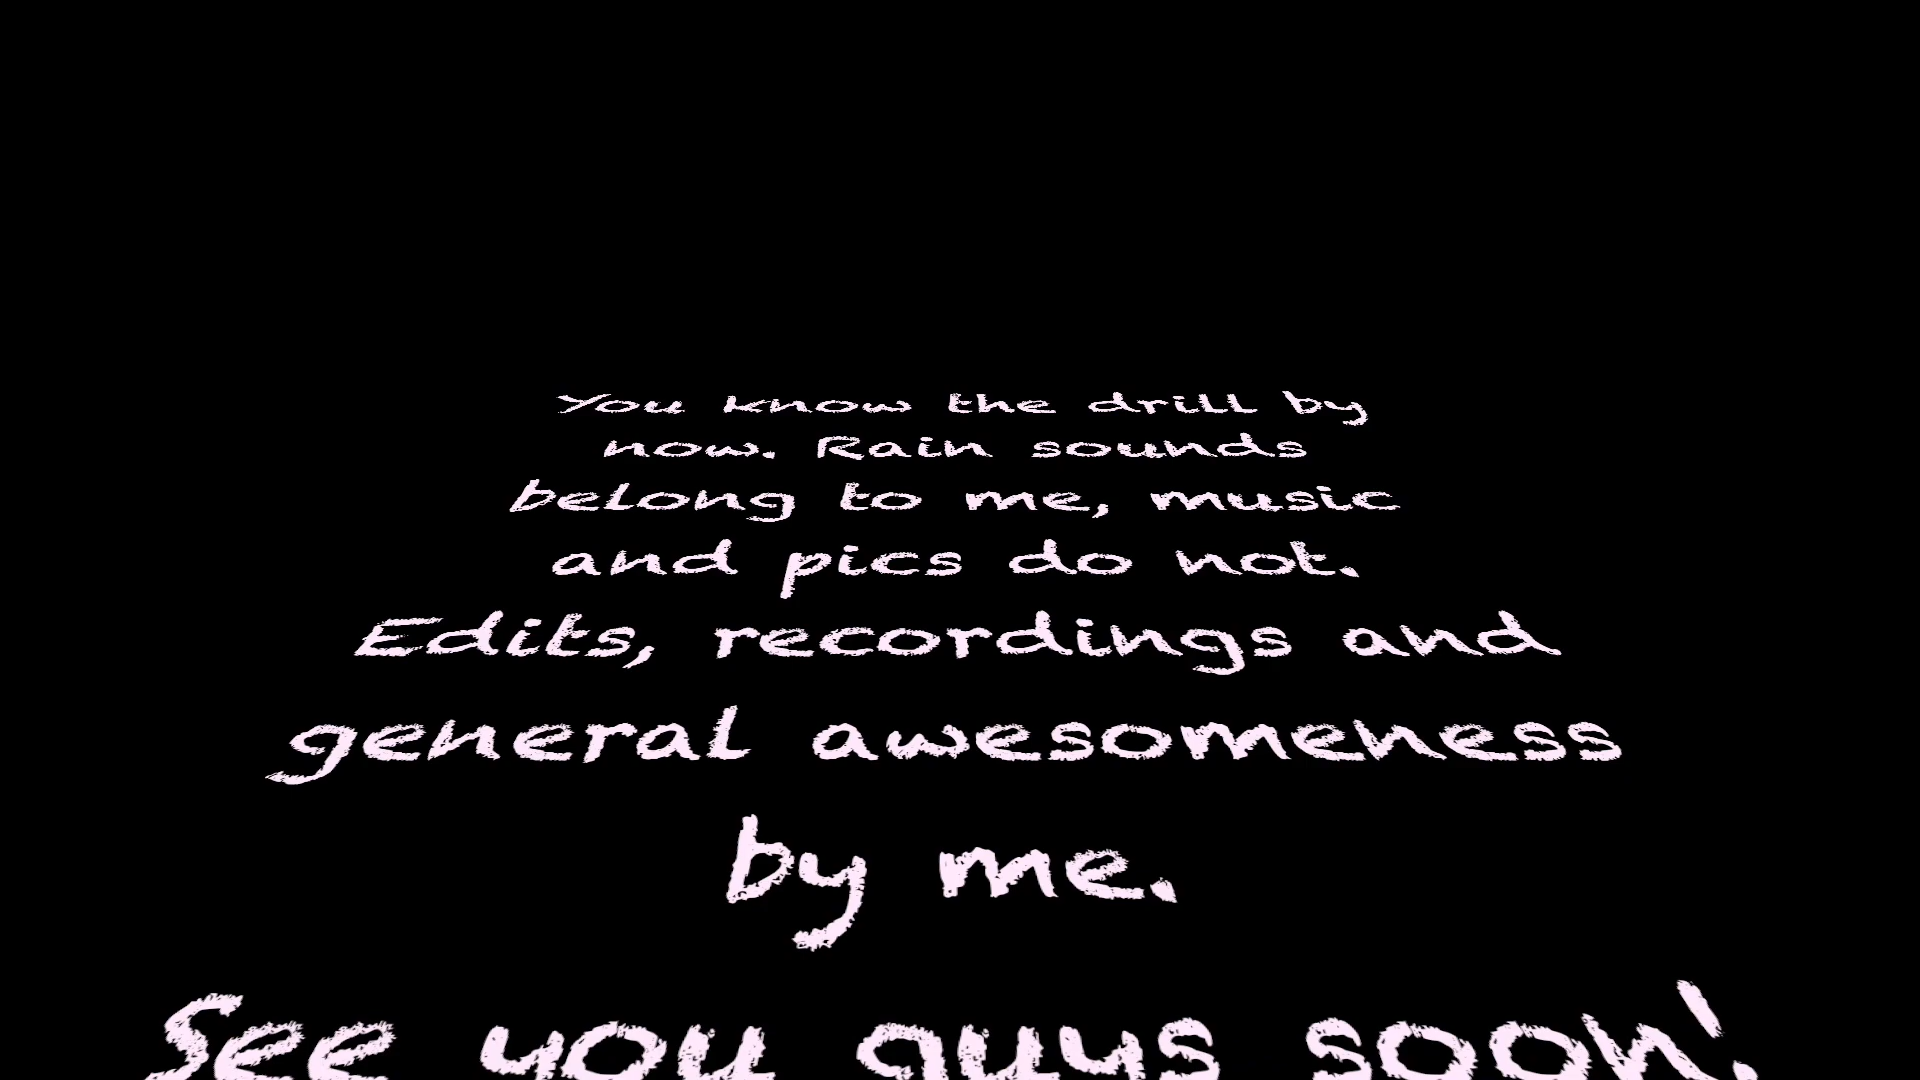 You know the drill by
now. Rain sounds
belong to me, music
and pics do not.
Edits, recordings and
general awesomeness
by me.
See you guys soon!